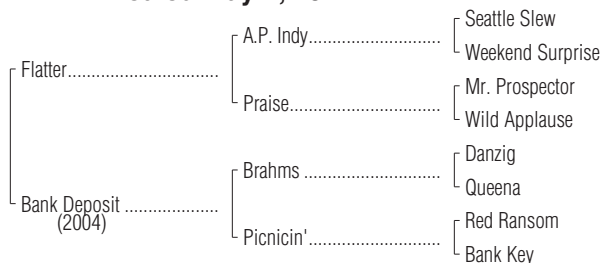 Seattle Slew
A.P. Indy
Weekend Surprise
Flatter
Mr. Prospector
Praise
Wild Applause
Danzig
Brahms
Queena
Bank Deposit
(2004)
Red Ransom
Picnicin'
Bank Key